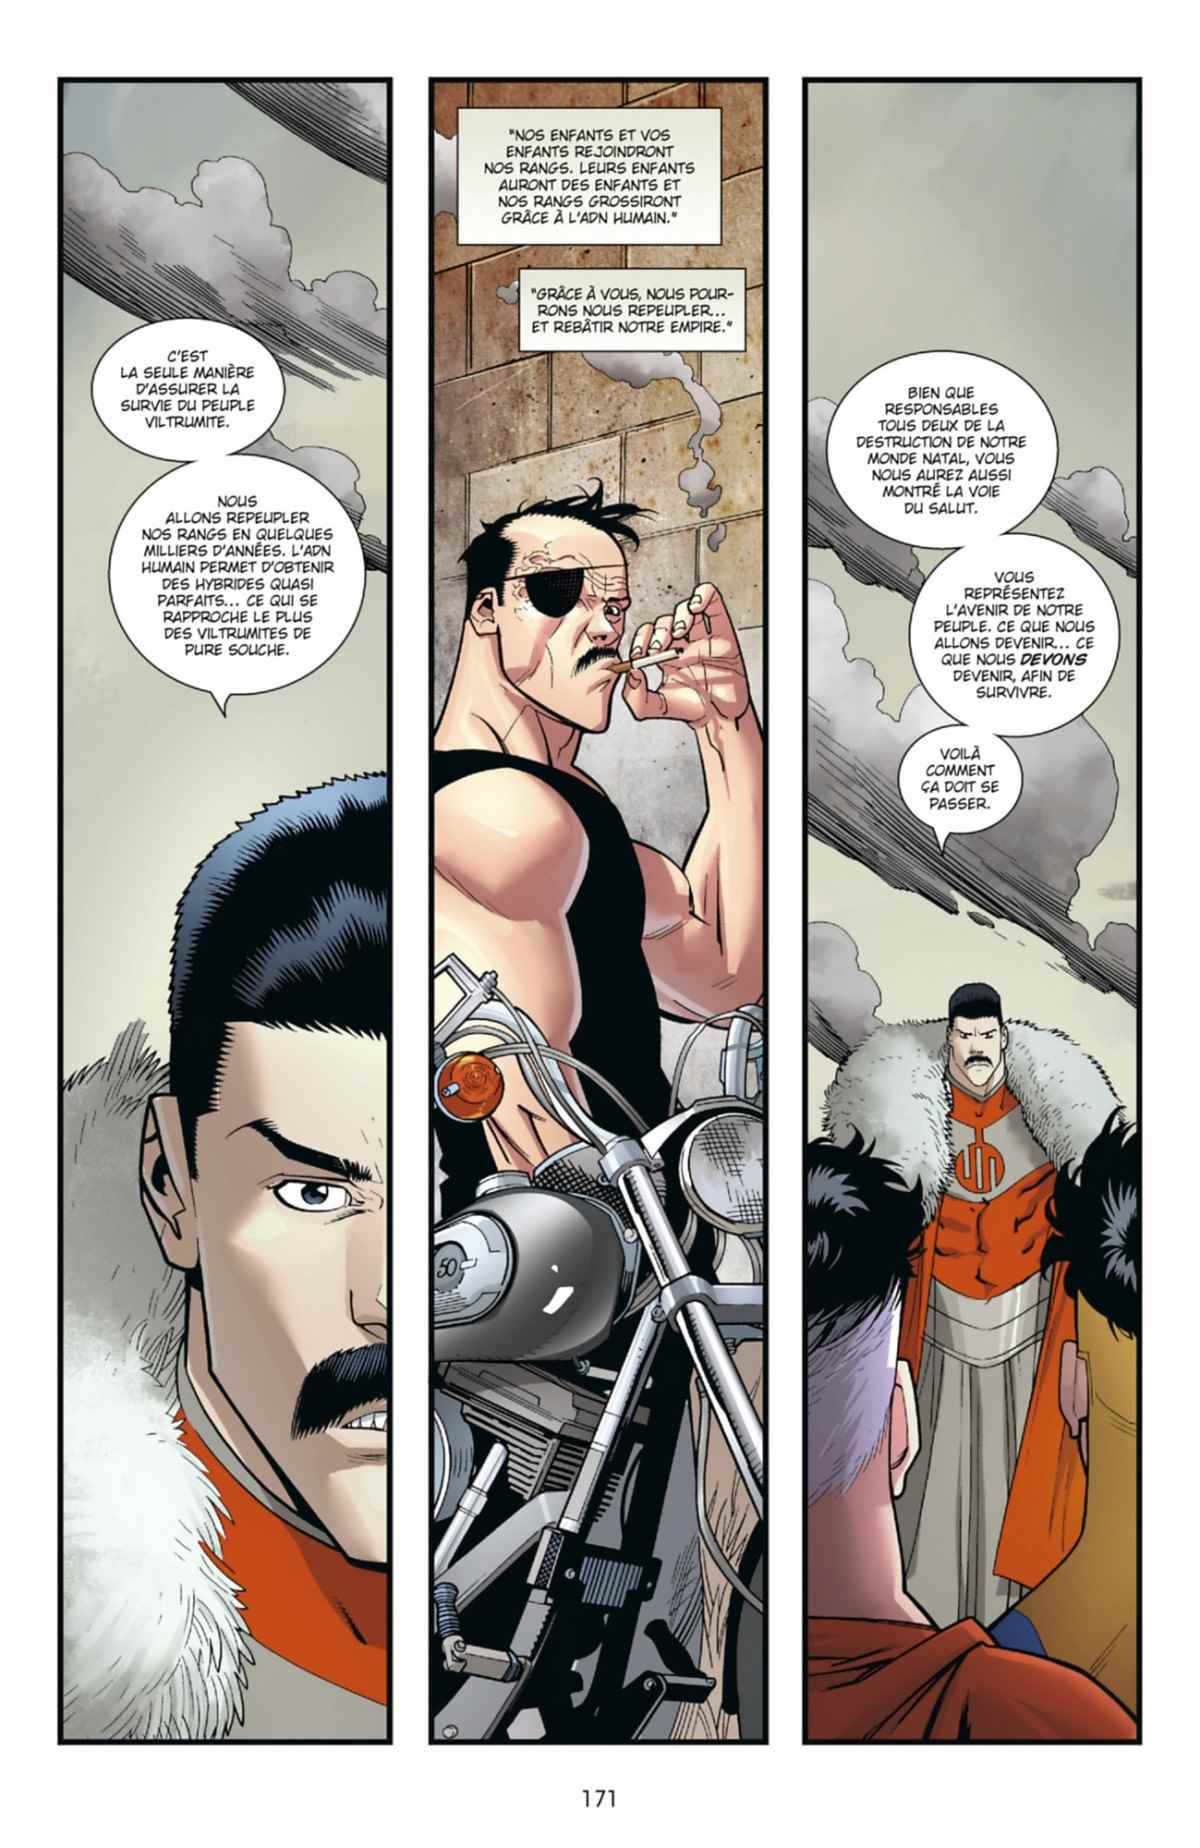 C'EST
LA SEULE MANIÈRE
D'ASSURER LA
SURVIE DU PEUPLE
VILTRUMITE.
NOUS
ALLONS REPEUPLER
NOS RANGS EN QUELQUES
MILLIERS D'ANNÉES. L'ADN
HUMAIN PERMET D'OBTENIR
DES HYBRIDES QUASI
PARFAITS... CE QUI SE
RAPPROCHE LE PLUS
DES VILTRUMITES DE
PURE SOUCHE.
"NOS ENFANTS ET VOS
ENFANTS REJOINDRONT
NOS RANGS. LEURS ENFANTS
AURONT DES ENFANTS ET
NOS RANGS GROSSIRONT
GRÂCE À L'ADN HUMAIN."
"GRÂCE À VOUS, NOUS POUR-
RONS NOUS REPEUPLER...
ET REBÂTIR NOTRE EMPIRE."
50
BIEN QUE
RESPONSABLES
TOUS DEUX DE LA
DESTRUCTION DE NOTRE
MONDE NATAL, VOUS
NOUS AUREZ AUSSI
MONTRÉ LA VOIE
DU SALUT.
VOUS
REPRÉSENTEZ
L'AVENIR DE NOTRE
PEUPLE. CE QUE NOUS
ALLONS DEVENIR... CE
QUE NOUS DEVONS
DEVENIR, AFIN DE
SURVIVRE.
VOILÀ
COMMENT
ÇA DOIT SE
PASSER.
171